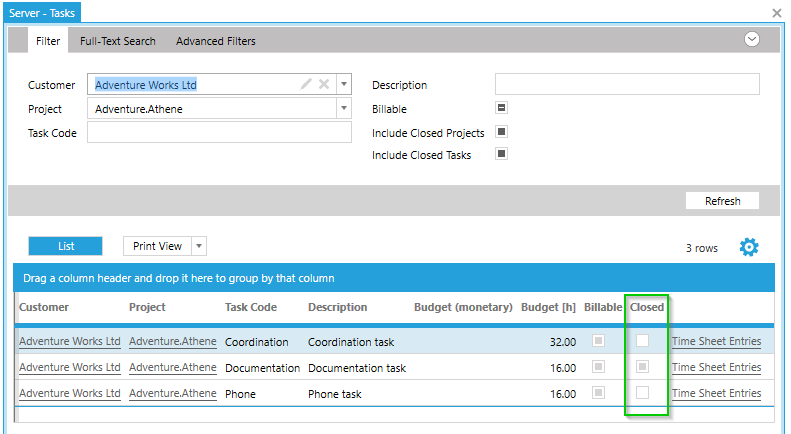 Server - Tasks
Filter Full-Text Search Advanced Filters
Customer Adventure Works Ltd Description
Project Adventure.Athene Billable
Task Code Include Closed Projects
Include Closed Tasks
Refresh
List Print View 3 rows
Drag a column header and drop it here to group by that column
Customer Project Task Code Description Budget (monetary) Budget [h] Billable Closed
Adventure Works Ltd Adventure.Athene Coordination Coordination task 32.00 Time Sheet Entries
Adventure Works Ltd Adventure.Athene Documentation Documentation task 16.00 Time Sheet Entries
Adventure Works Ltd Adventure.Athene Phone Phone task 16.00 Time Sheet Entries